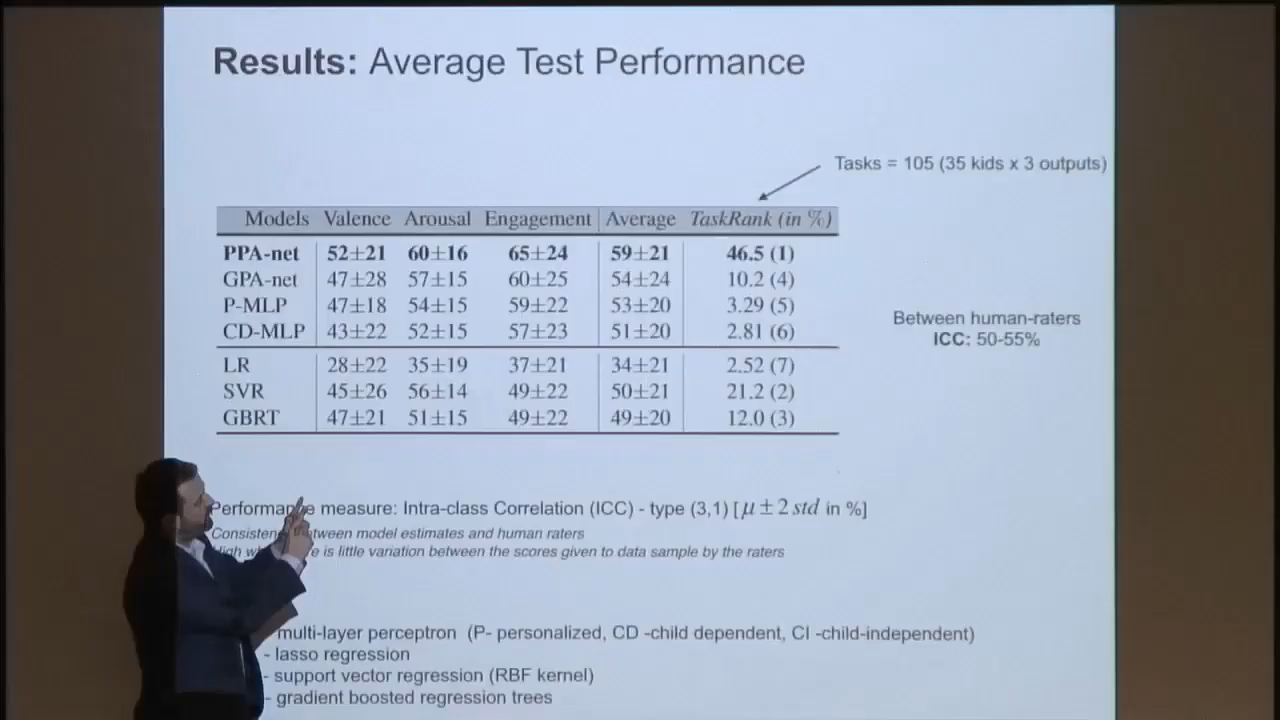 Results: Average Test Performance
Tasks = 105 (35 kids x 3 outputs)
Models Valence Arousal Engagement Average TaskRank (in %)
PPA-net 52±21 60±16 65±24 59±21 46.5 (1)
GPA-net 47±28 57±15 60±25 54±24 10.2 (4)
P-MLP 47±18 54±15 59±22 53±20 3.29 (5)
CD-MLP 43±22 52±15 57±23 51±20 2.81 (6)
LR 28±22 35±19 37±21 34±21 2.52 (7)
SVR 45±26 56±14 49±22 50±21 21.2 (2)
GBRT 47±21 51±15 49±22 49±20 12.0 (3)
Between human-raters
ICC: 50-55%
Performance measure: Intra-class Correlation (ICC) - type (3,1) [μ ± 2 std in %]
between model estimates and human raters
is little variation between the scores given to data sample by the raters
multi-layer perceptron (P- personalized, CD -child dependent, CI -child-independent)
- lasso regression
- support vector regression (RBF kernel)
- gradient boosted regression trees